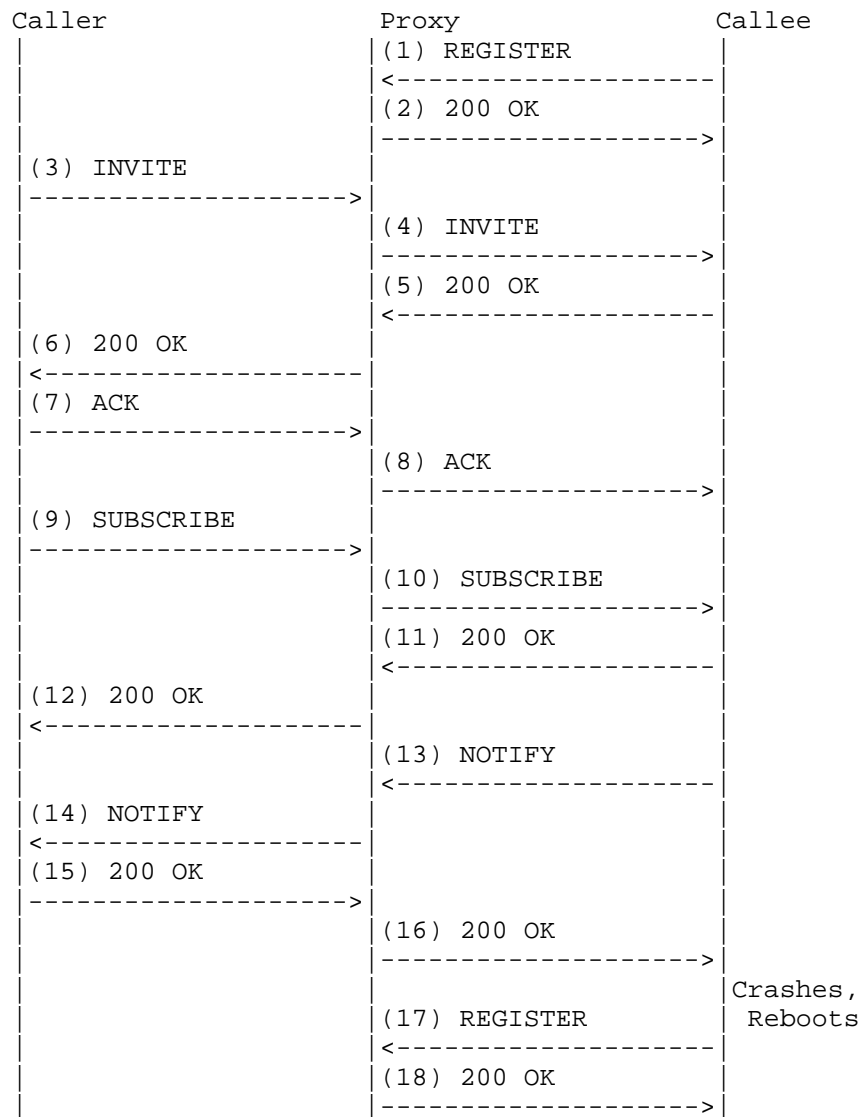 Caller Proxy Callee
(1) REGISTER
(2) 200 OK
(3) INVITE
(4) INVITE
(5) 200 OK
(6) 200 OK
(7) ACK
(8) ACK
(9) SUBSCRIBE
(10) SUBSCRIBE
(11) 200 OK
(12) 200 OK
(13) NOTIFY
(14) NOTIFY
(15) 200 OK
(16) 200 OK
Crashes,
(17) REGISTER Reboots
(18) 200 OK